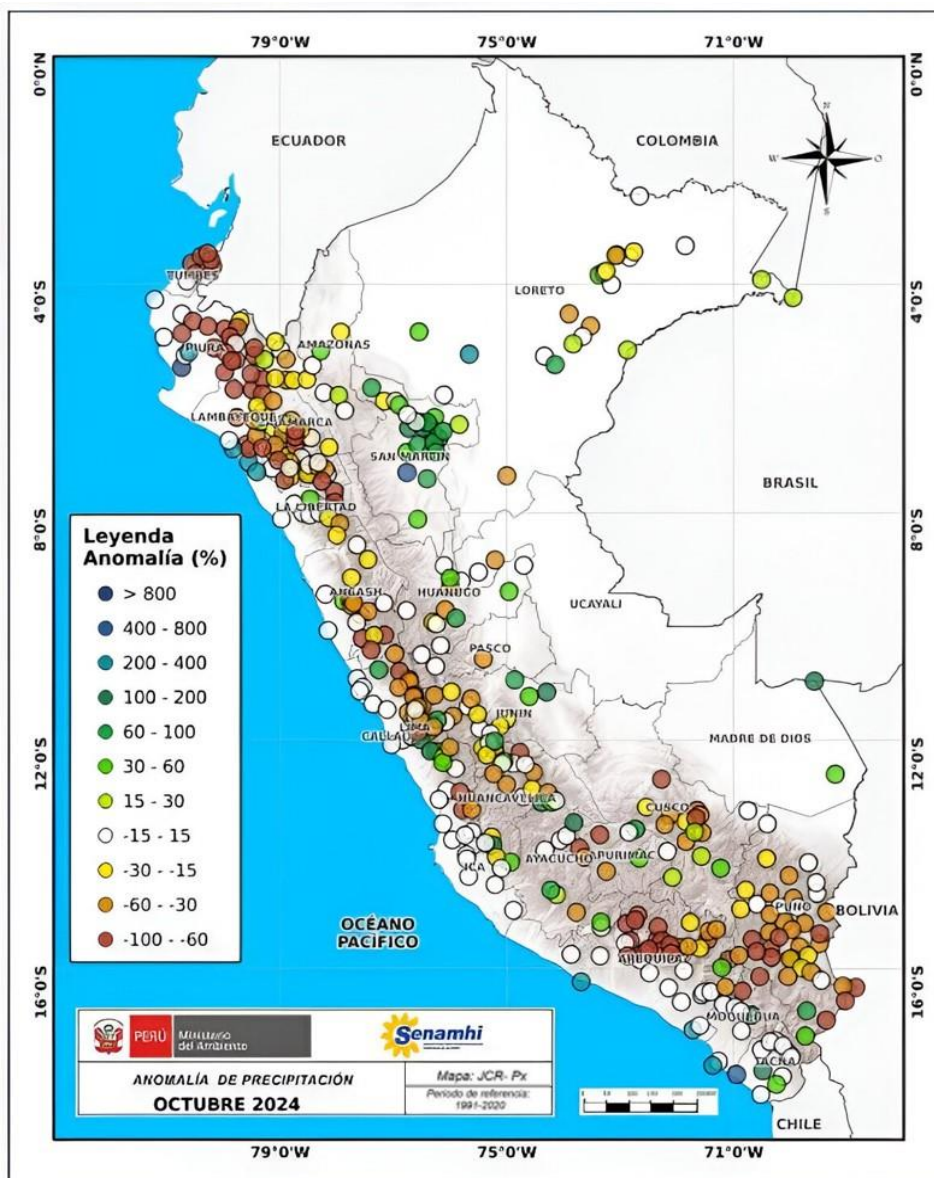 79°0'W 75°0'W 71°0'W
0°0'N 0°0'N
ECUADOR
COLOMBIA
N
W O
S
TUMBES
LORETO
4°0'S 4°0'S
PIURA
AMAZONAS
LAMBAYEQUE
CAJAMARCA
SAN MARTIN
BRASIL
LA LIBERTAD
8°0'S 8°0'S
Leyenda
Anomalía (%)
> 800
400 - 800
200 - 400
100 - 200
60 - 100
30 - 60
15 - 30
-15 - 15
-30 - -15
-60 - -30
-100 - -60
ANCASH
HUANUCO
UCAYALI
PASCO
JUNIN
LIMA
CALLAO
MADRE DE DIOS
12°0'S 12°0'S
HUANCAVELICA
CUSCO
ICA
AYACUCHO
APURIMAC
PUNO
BOLIVIA
OCÉANO
PACÍFICO
AREQUIPA
16°0'S 16°0'S
MOQUEGUA
TACNA
CHILE
PERÚ
Ministerio
del Ambiente
Senamhi
ANOMALÍA DE PRECIPITACIÓN
OCTUBRE 2024
Mapa: JCR- Px
Periodo de referencia:
1991-2020
79°0'W 75°0'W 71°0'W